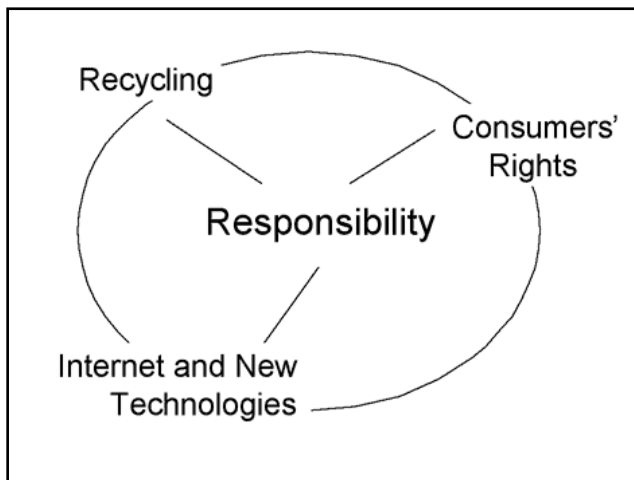 Recycling
Consumers’
Rights
Responsibility
Internet and New
Technologies